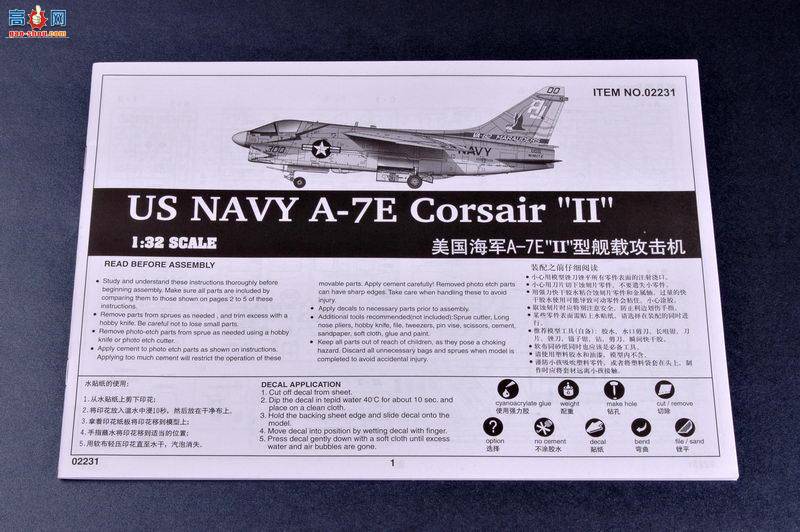 高手网
gao-shou.com
ITEM NO.02231
00
VA-82 MARAUDERS
300
NAVY
US NAVY A-7E Corsair "II"
1:32 SCALE
美国海军A-7E"II"型舰载攻击机
READ BEFORE ASSEMBLY
● Study and understand these instructions thoroughly before
beginning assembly. Make sure all parts are included by
comparing them to those shown on pages 2 to 5 of these
instructions.
● Remove parts from sprues as needed , and trim excess with a
hobby knife. Be careful not to lose small parts.
● Remove photo-etch parts from sprue as needed using a hobby
knife or photo etch cutter.
● Apply cement to photo etch parts as shown on instructions.
Applying too much cement will restrict the operation of these
movable parts. Apply cement carefully! Removed photo etch parts
can have sharp edges. Take care when handling these to avoid
injury.
● Apply decals to necessary parts prior to assembly.
● Additional tools recommended(not included):Sprue cutter, Long
nose pliers, hobby knife, file, tweezers, pin vise, scissors, cement,
sandpaper, soft cloth, glue and paint.
● Keep all parts out of reach of children, as they pose a choking
hazard. Discard all unnecessary bags and sprues when model is
completed to avoid accidental injury.
装配之前仔细阅读
水贴纸的使用:
1.从水贴纸上剪下印花;
2.将印花放入温水中浸10秒, 然后放在干净布上。
3.拿着印花纸板将印花移到模型上;
4.手指蘸水将印花移到适当的位置;
5.用软布轻压印花直至水干, 汽泡消失。
DECAL APPLICATION
1. Cut off decal from sheet.
2. Dip the decal in tepid water 40℃ for about 10 sec. and
place on a clean cloth.
3. Hold the backing sheet edge and slide decal onto the
model.
4. Move decal into position by wetting decal with finger.
5. Press decal gently down with a soft cloth until excess
water and air bubbles are gone.
cyanoacrylate glue
使用强力胶
weight
配重
make hole
钻孔
cut / remove
切除
option
选择
no cement
不涂胶水
decal
贴纸
bend
弯曲
file / sand
锉平
02231
1